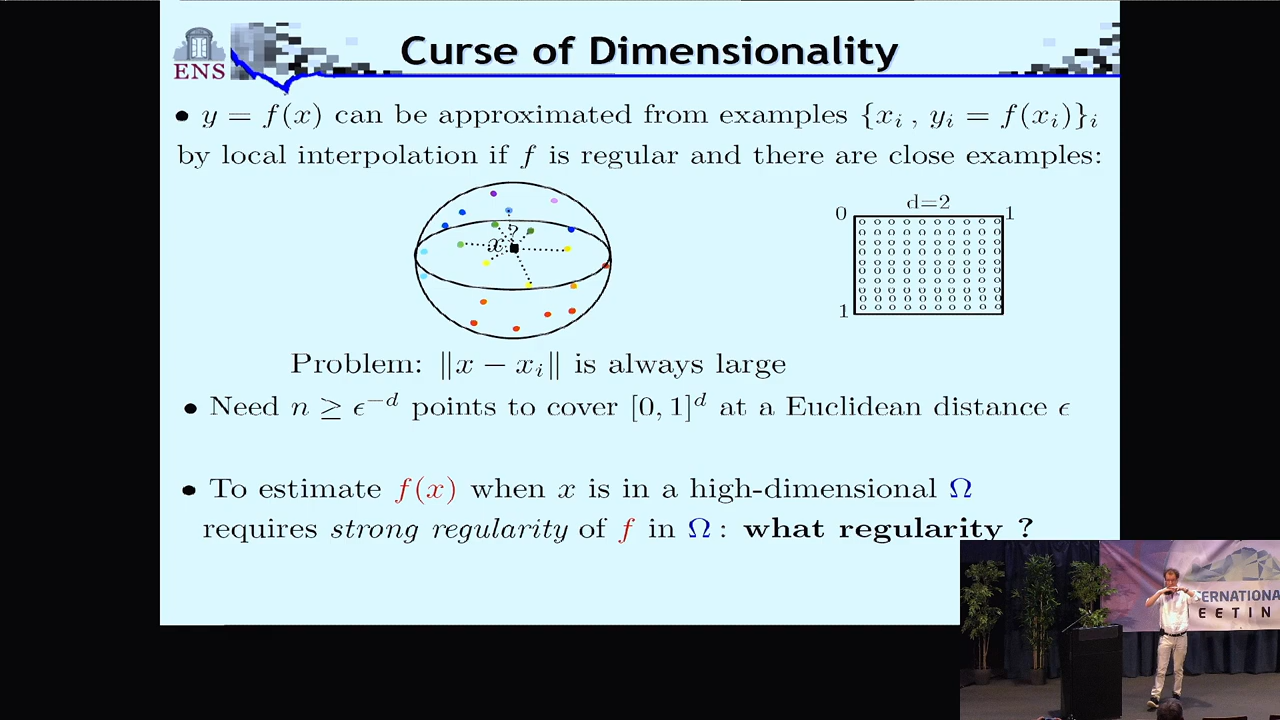 Curse of Dimensionality
ENS
• y = f(x) can be approximated from examples {x_i , y_i = f(x_i)}_i
by local interpolation if f is regular and there are close examples:
d=2
0 1
x ?
1
Problem: ‖x − x_i‖ is always large
• Need n ≥ ϵ^{−d} points to cover [0, 1]^d at a Euclidean distance ϵ
• To estimate f(x) when x is in a high-dimensional Ω
requires strong regularity of f in Ω : what regularity ?
ERNATIONA
EETIN